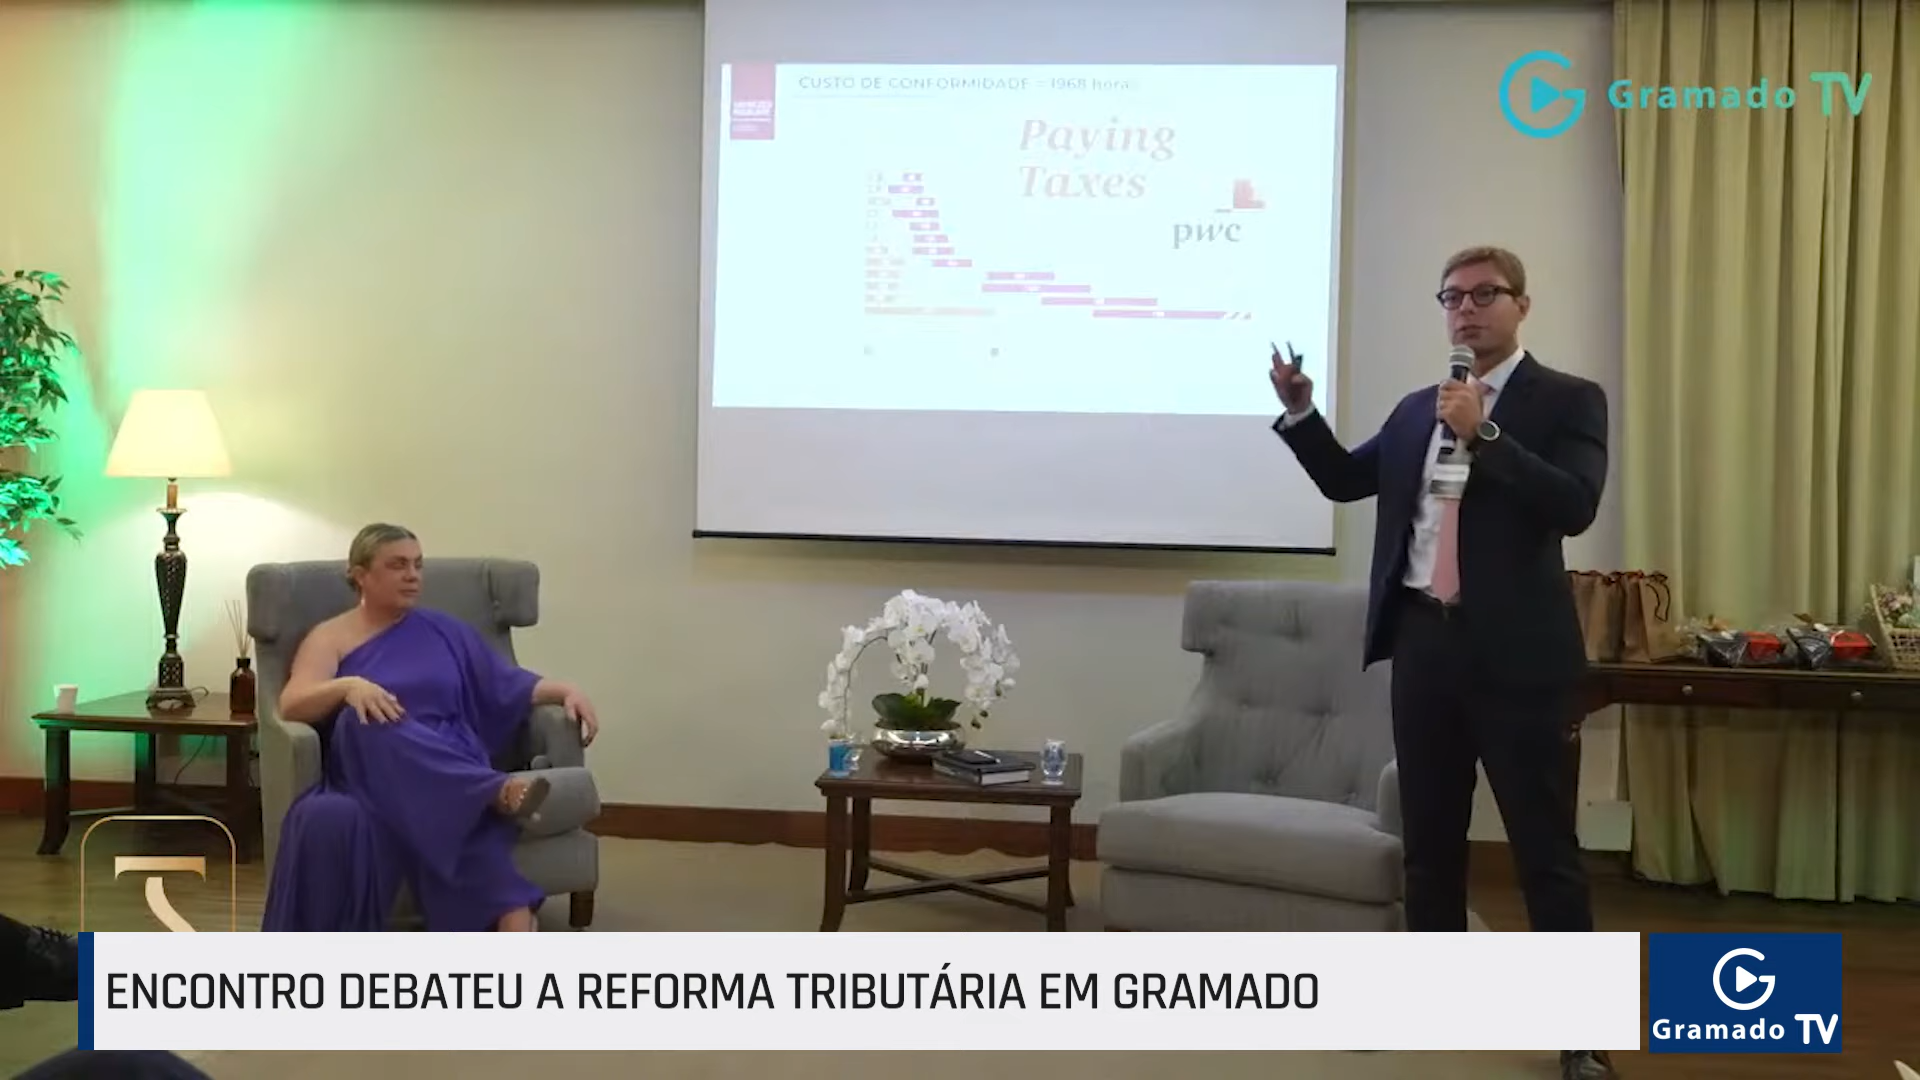 CUSTO DE CONFORMIDADE = 1968 horas
Paying
Taxes
pwc
Gramado TV
ENCONTRO DEBATEU A REFORMA TRIBUTÁRIA EM GRAMADO
Gramado TV